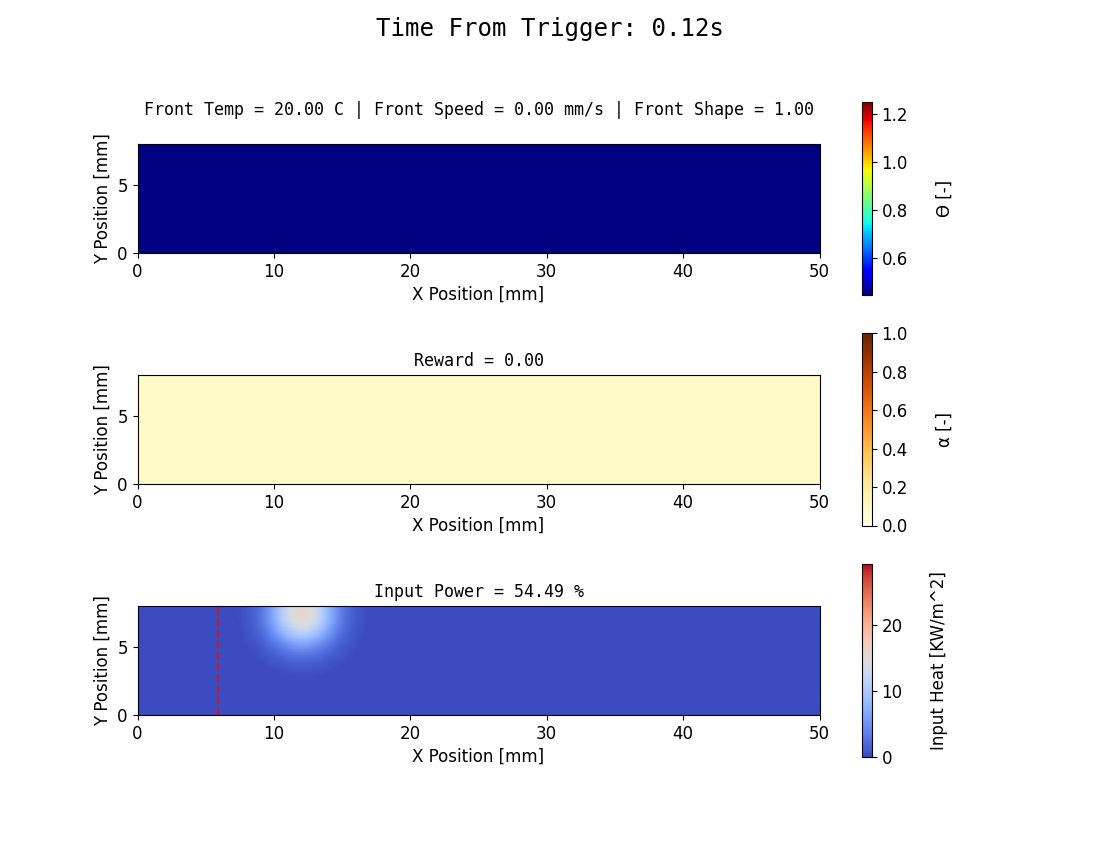 Time From Trigger: 0.12s
Front Temp = 20.00 C | Front Speed = 0.00 mm/s | Front Shape = 1.00
Y Position [mm]
5
0
0 10 20 30 40 50
X Position [mm]
1.2
1.0
0.8
0.6
Θ [-]
Reward = 0.00
Y Position [mm]
5
0
0 10 20 30 40 50
X Position [mm]
1.0
0.8
0.6
0.4
0.2
0.0
α [-]
Input Power = 54.49 %
Y Position [mm]
5
0
0 10 20 30 40 50
X Position [mm]
20
10
0
Input Heat [KW/m^2]